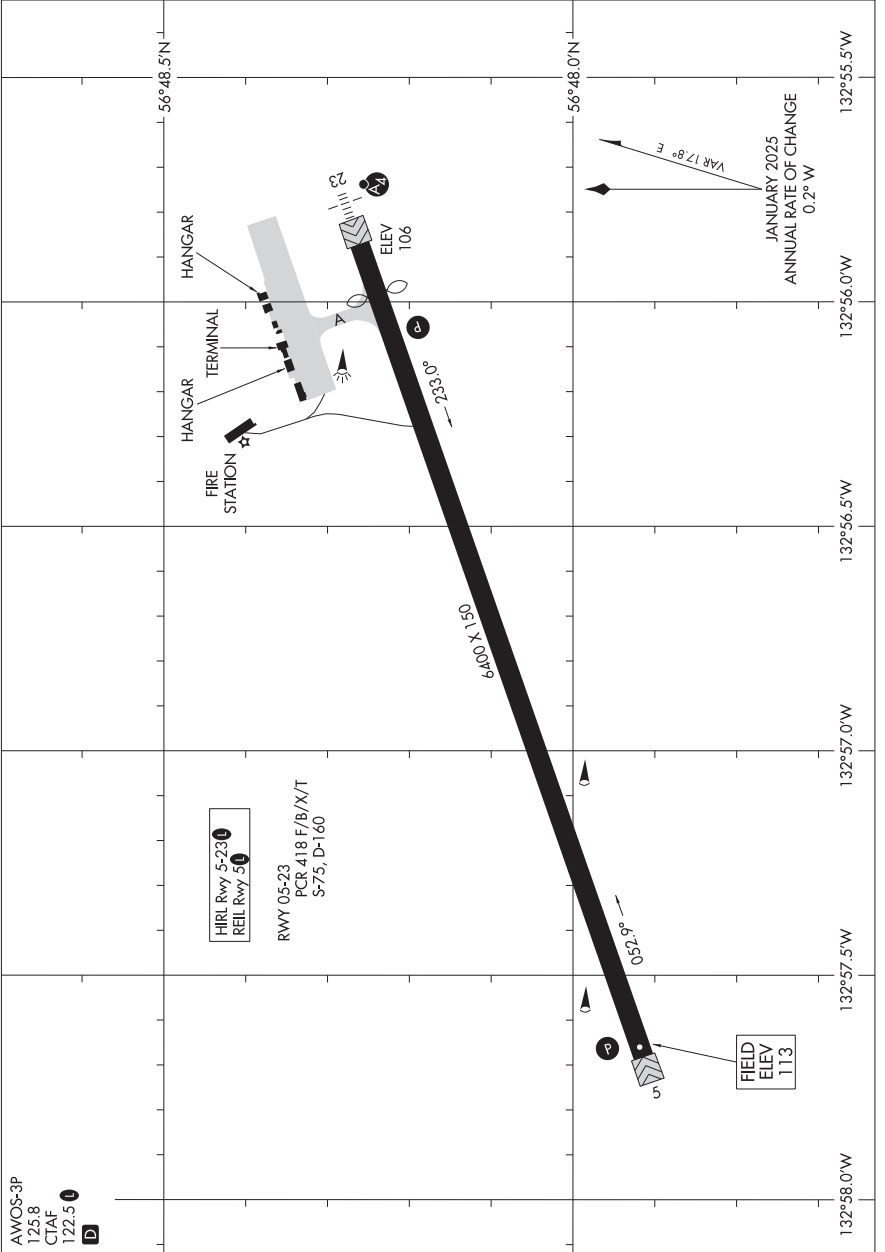 AWOS-3P
125.8
CTAF
122.5 L
D
HIRL Rwy 5-23 L
REIL Rwy 5 L
RWY 05-23
PCR 418 F/B/X/T
S-75, D-160
FIRE
STATION
HANGAR
TERMINAL
HANGAR
A
23
A4
ELEV
106
P
233.0°
6400 X 150
052.9°
P
5
FIELD
ELEV
113
VAR 17.8° E
JANUARY 2025
ANNUAL RATE OF CHANGE
0.2° W
56°48.5'N
56°48.0'N
132°58.0'W
132°57.5'W
132°57.0'W
132°56.5'W
132°56.0'W
132°55.5'W